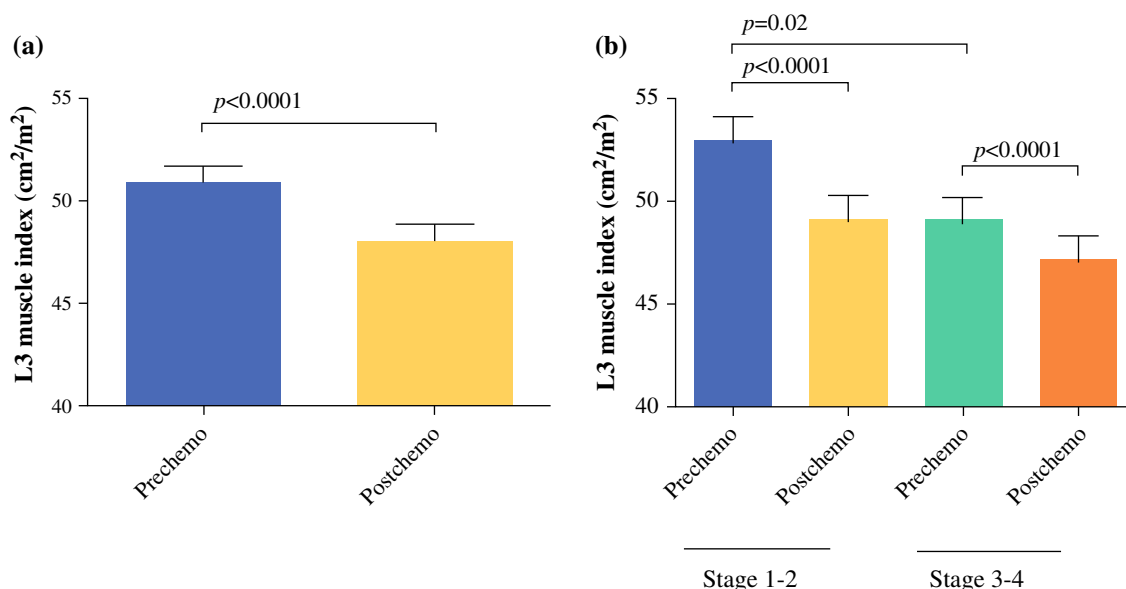 (a)
p<0.0001
L3 muscle index (cm²/m²)
55
50
45
40
Prechemo
Postchemo
(b)
p=0.02
p<0.0001
p<0.0001
L3 muscle index (cm²/m²)
55
50
45
40
Prechemo
Postchemo
Prechemo
Postchemo
Stage 1-2
Stage 3-4